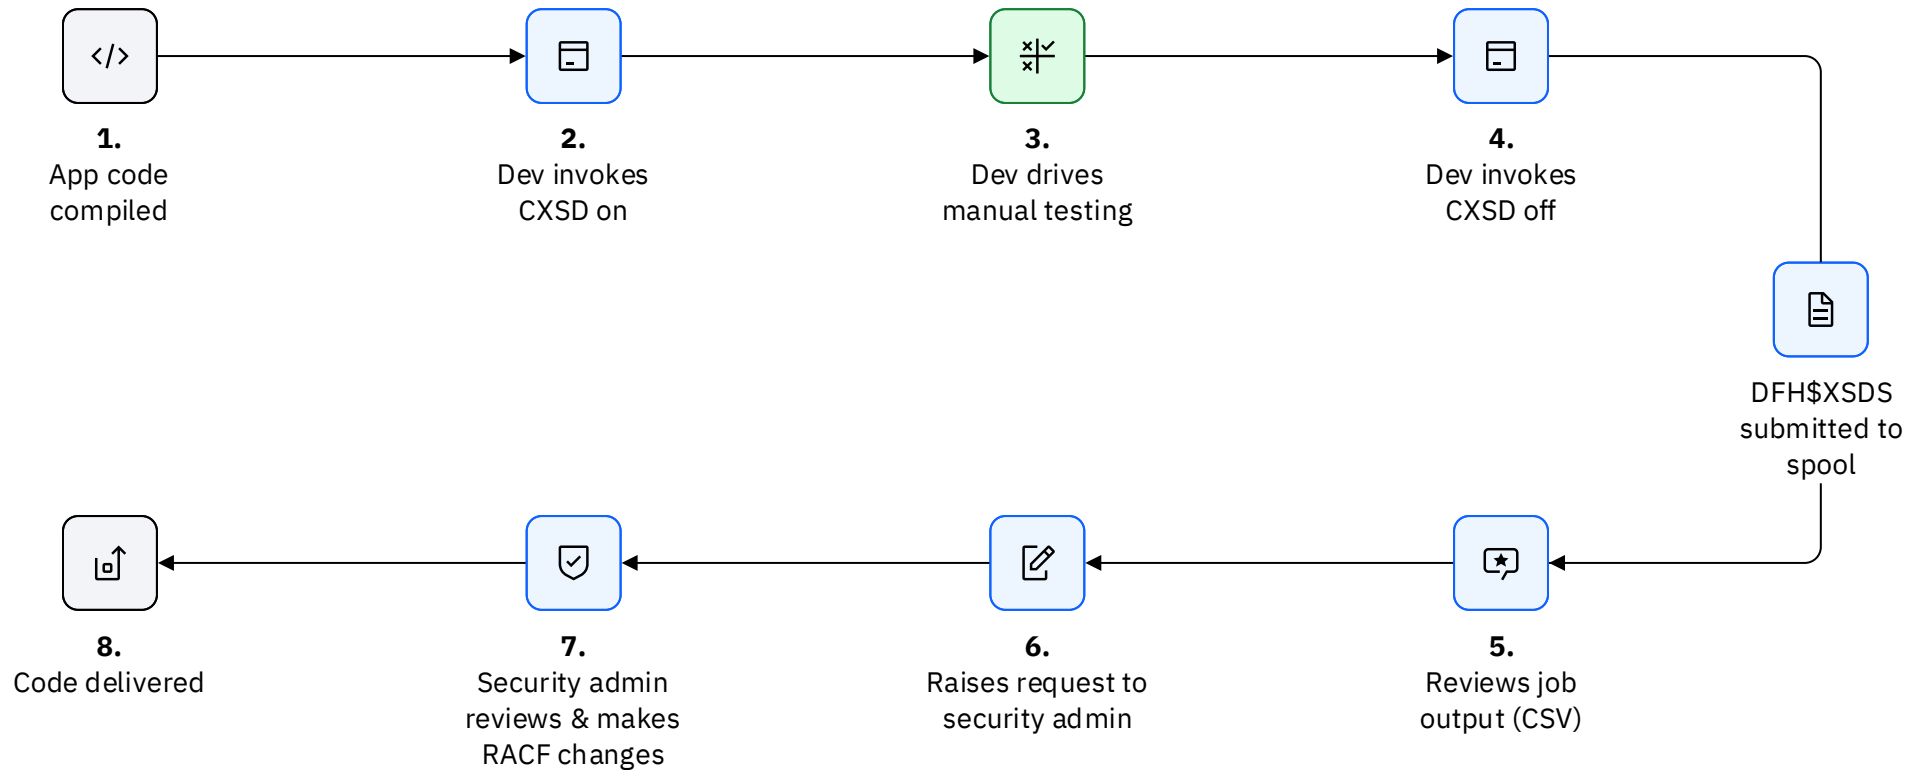 1.
App code
compiled
2.
Dev invokes
CXSD on
3.
Dev drives
manual testing
4.
Dev invokes
CXSD off
DFH$XSDS
submitted to
spool
5.
Reviews job
output (CSV)
6.
Raises request to
security admin
7.
Security admin
reviews & makes
RACF changes
8.
Code delivered